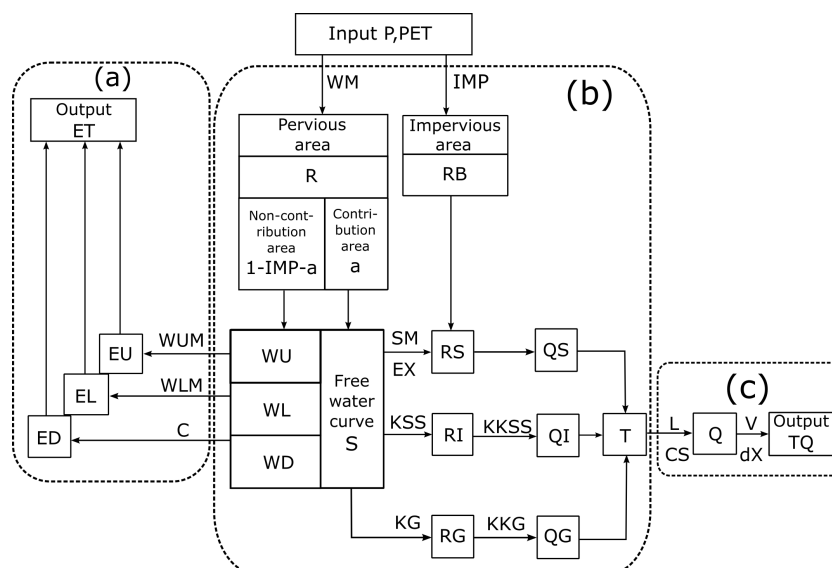 Input P,PET
(a)
WM
IMP
(b)
Output
ET
Pervious
area
Impervious
area
R
RB
Non-cont-
ribution
area
1-IMP-a
Contri-
bution
area
a
WUM
EU
WU
SM
EX
RS
QS
WLM
EL
WL
Free
water
curve
S
(c)
C
ED
WD
KSS
RI
KKSS
QI
T
L
CS
Q
V
dX
Output
TQ
KG
RG
KKG
QG